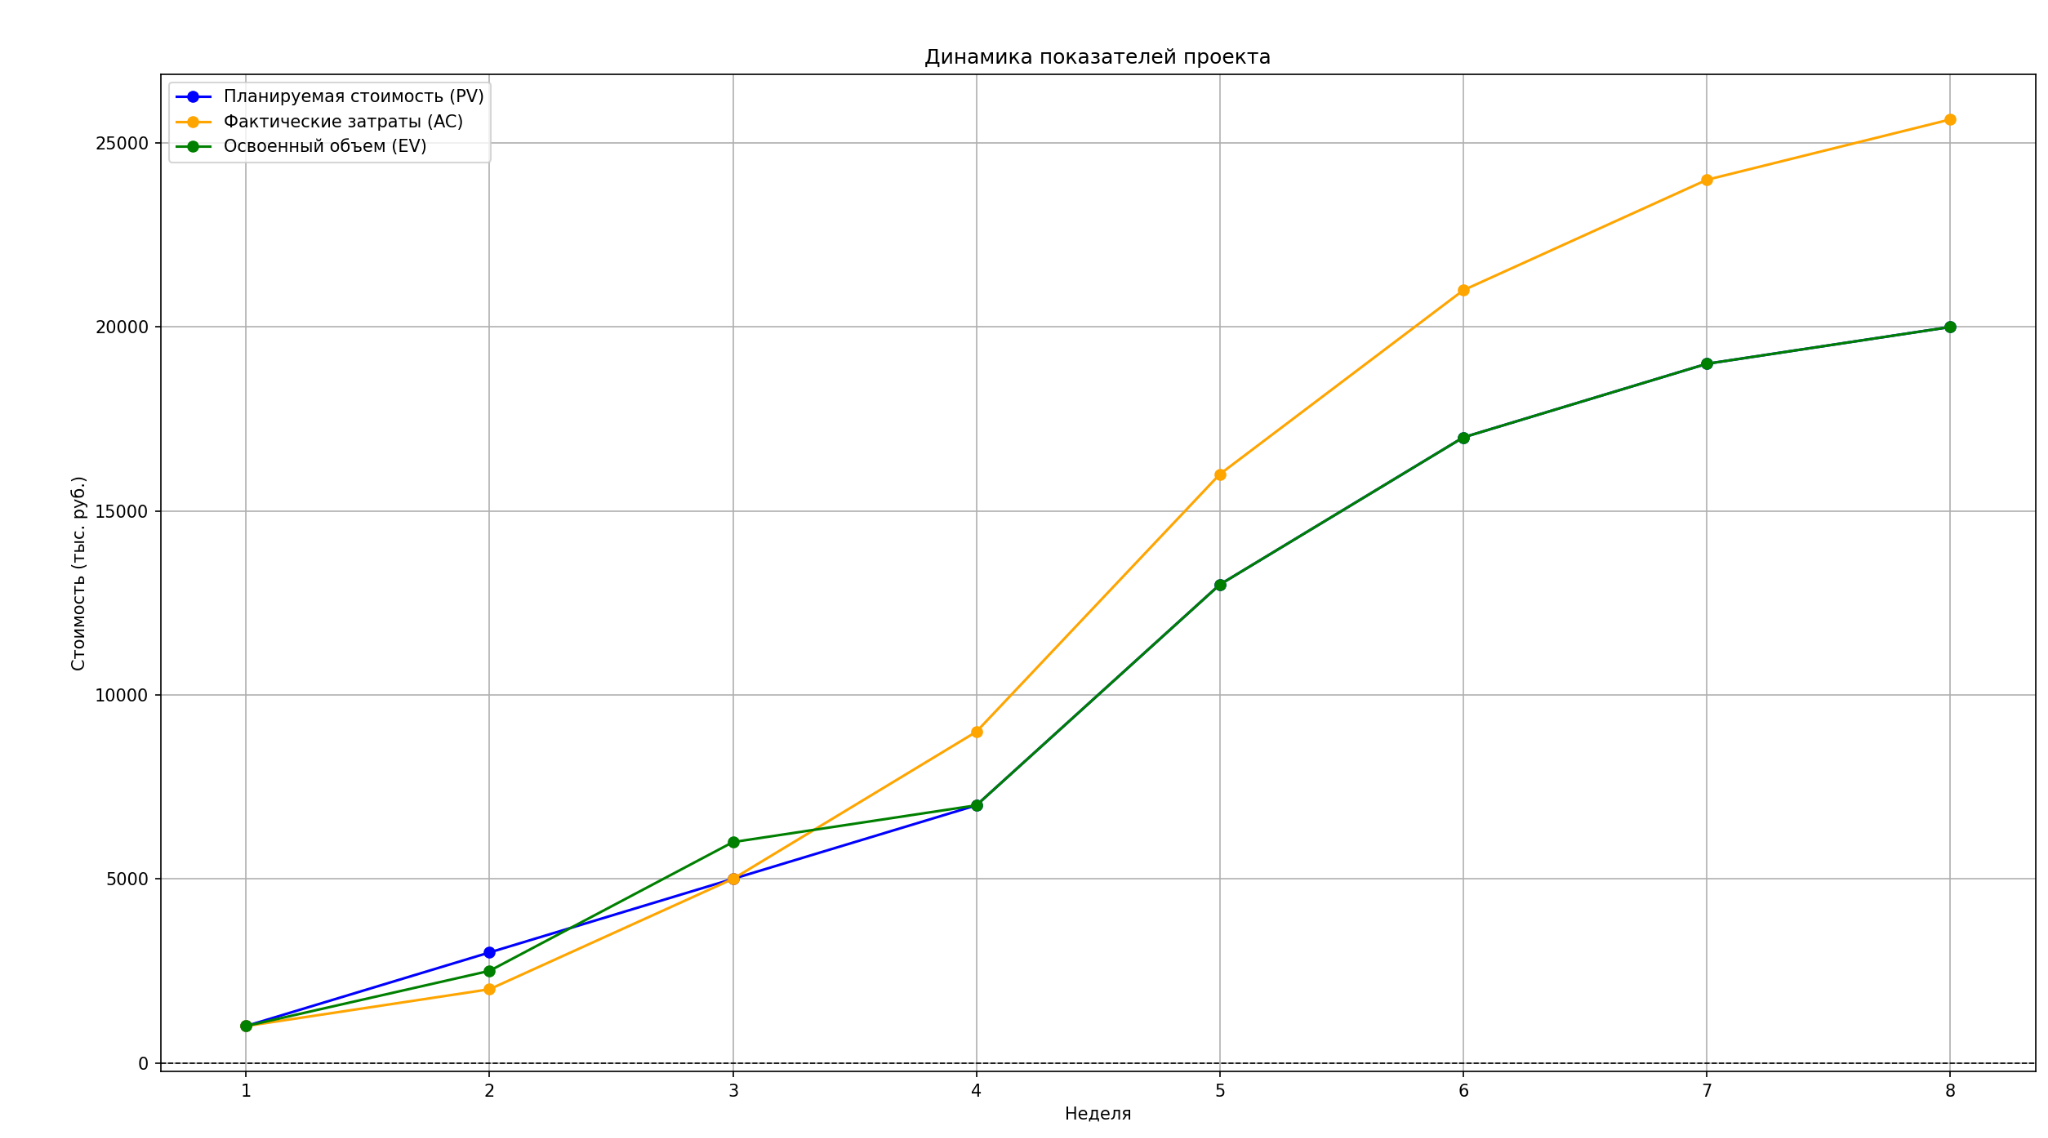 Динамика показателей проекта
Планируемая стоимость (PV)
Фактические затраты (AC)
Освоенный объем (EV)
25000
20000
15000
10000
5000
0
Стоимость (тыс. руб.)
1 2 3 4 5 6 7 8
Неделя